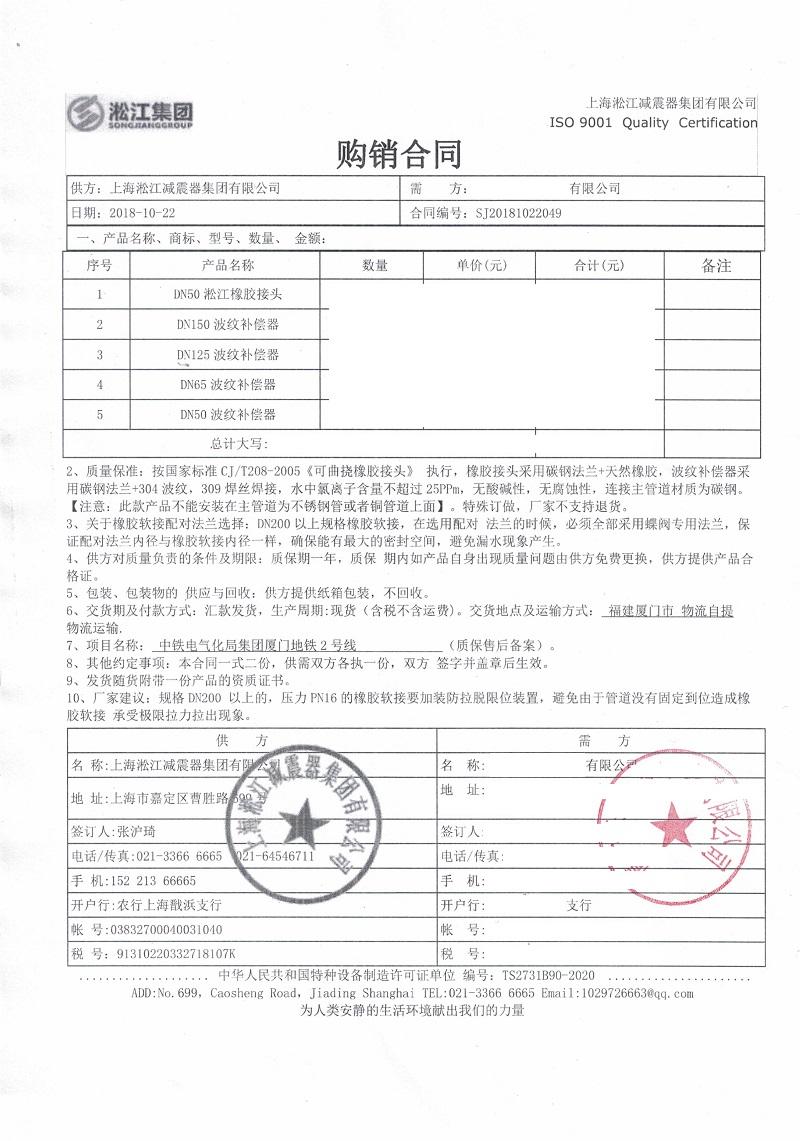 淞江集团
SONGJIANGGROUP
上海淞江减震器集团有限公司
ISO 9001 Quality Certification
购销合同
供方: 上海淞江减震器集团有限公司 需 方: 有限公司
日期: 2018-10-22 合同编号: SJ20181022049
一、产品名称、商标、型号、数量、 金额:
序号 产品名称 数量 单价(元) 合计(元) 备注
1 DN50 淞江橡胶接头
2 DN150 波纹补偿器
3 DN125 波纹补偿器
4 DN65 波纹补偿器
5 DN50 波纹补偿器
总计大写:
2、质量保准: 按国家标准 CJ/T208-2005《可曲挠橡胶接头》 执行, 橡胶接头采用碳钢法兰+天然橡胶, 波纹补偿器采
用碳钢法兰+304 波纹, 309 焊丝焊接, 水中氯离子含量不超过 25PPm, 无酸碱性, 无腐蚀性, 连接主管道材质为碳钢。
【注意: 此款产品不能安装在主管道为不锈钢管或者铜管道上面】。特殊订做, 厂家不支持退货。
3、关于橡胶软接配对法兰选择: DN200 以上规格橡胶软接, 在选用配对 法兰的时候, 必须全部采用蝶阀专用法兰, 保
证配对法兰内径与橡胶软接内径一样, 确保能有最大的密封空间, 避免漏水现象产生。
4、供方对质量负责的条件及期限: 质保期一年, 质保 期内如产品自身出现质量问题由供方免费更换, 供方提供产品合
格证。
5、包装、包装物的 供应与回收: 供方提供纸箱包装, 不回收。
6、交货期及付款方式: 汇款发货, 生产周期:现货 (含税不含运费)。交货地点及运输方式: 福建厦门市 物流自提
物流运输.
7、项目名称: 中铁电气化局集团厦门地铁 2 号线 (质保售后备案)。
8、其他约定事项: 本合同一式二份, 供需双方各执一份, 双方 签字并盖章后生效。
9、发货随货附带一份产品的资质证书。
10、厂家建议: 规格 DN200 以上的, 压力 PN16 的橡胶软接要加装防拉脱限位装置, 避免由于管道没有固定到位造成橡
胶软接 承受极限拉力拉出现象。
供 方 需 方
名 称:上海淞江减震器集团有限公司 名 称: 有限公司
地 址:上海市嘉定区曹胜路 699 号 地 址:
签订人:张沪琦 签订人:
电话/传真:021-3366 6665 021-64546711 电话/传真:
手 机:152 213 66665 手 机:
开户行:农行上海戬浜支行 开户行: 支行
帐 号:03832700040031040 帐 号:
税 号: 91310220332718107K 税 号:
上海淞江减震器集团有限公司
限公司
.................. 中华人民共和国特种设备制造许可证单位 编号: TS2731B90-2020 ....................
ADD:No.699, Caosheng Road, Jiading Shanghai TEL:021-3366 6665 Email:1029726663@qq.com
为人类安静的生活环境献出我们的力量